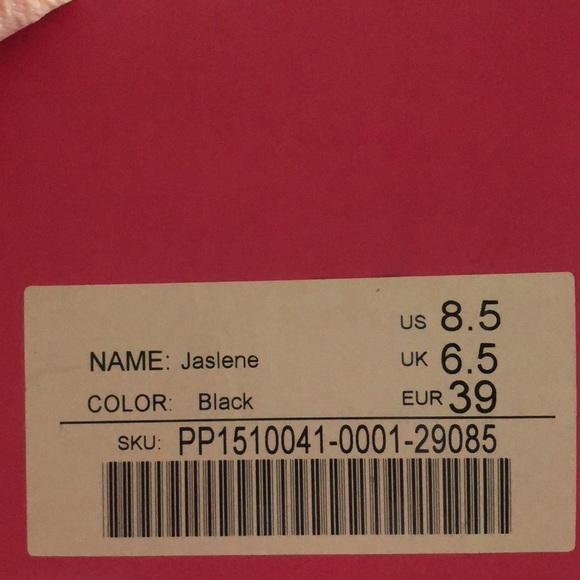 US 8.5
NAME: Jaslene UK 6.5
COLOR: Black EUR 39
SKU: PP1510041-0001-29085